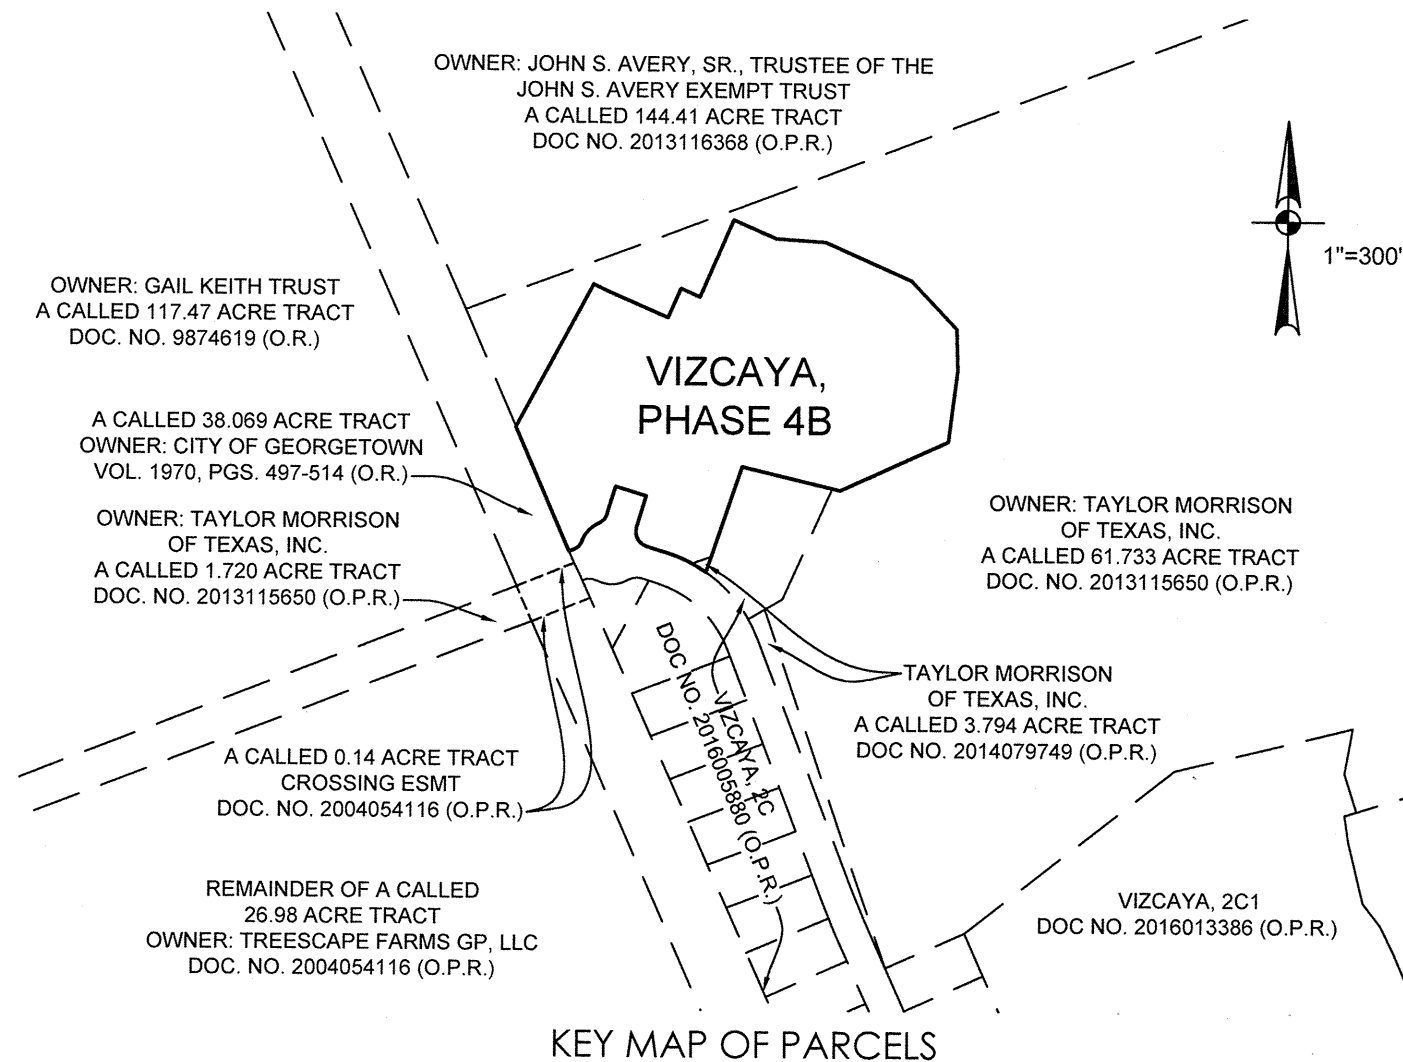 OWNER: JOHN S. AVERY, SR., TRUSTEE OF THE
JOHN S. AVERY EXEMPT TRUST
A CALLED 144.41 ACRE TRACT
DOC NO. 2013116368 (O.P.R.)
1"=300'
OWNER: GAIL KEITH TRUST
A CALLED 117.47 ACRE TRACT
DOC. NO. 9874619 (O.R.)
VIZCAYA,
PHASE 4B
A CALLED 38.069 ACRE TRACT
OWNER: CITY OF GEORGETOWN
VOL. 1970, PGS. 497-514 (O.R.)
OWNER: TAYLOR MORRISON
OF TEXAS, INC.
A CALLED 1.720 ACRE TRACT
DOC. NO. 2013115650 (O.P.R.)
OWNER: TAYLOR MORRISON
OF TEXAS, INC.
A CALLED 61.733 ACRE TRACT
DOC. NO. 2013115650 (O.P.R.)
TAYLOR MORRISON
OF TEXAS, INC.
A CALLED 3.794 ACRE TRACT
DOC NO. 2014079749 (O.P.R.)
VIZCAYA, 2C
DOC NO. 2016005880 (O.P.R.)
A CALLED 0.14 ACRE TRACT
CROSSING ESMT
DOC. NO. 2004054116 (O.P.R.)
REMAINDER OF A CALLED
26.98 ACRE TRACT
OWNER: TREESCAPE FARMS GP, LLC
DOC. NO. 2004054116 (O.P.R.)
VIZCAYA, 2C1
DOC NO. 2016013386 (O.P.R.)
KEY MAP OF PARCELS